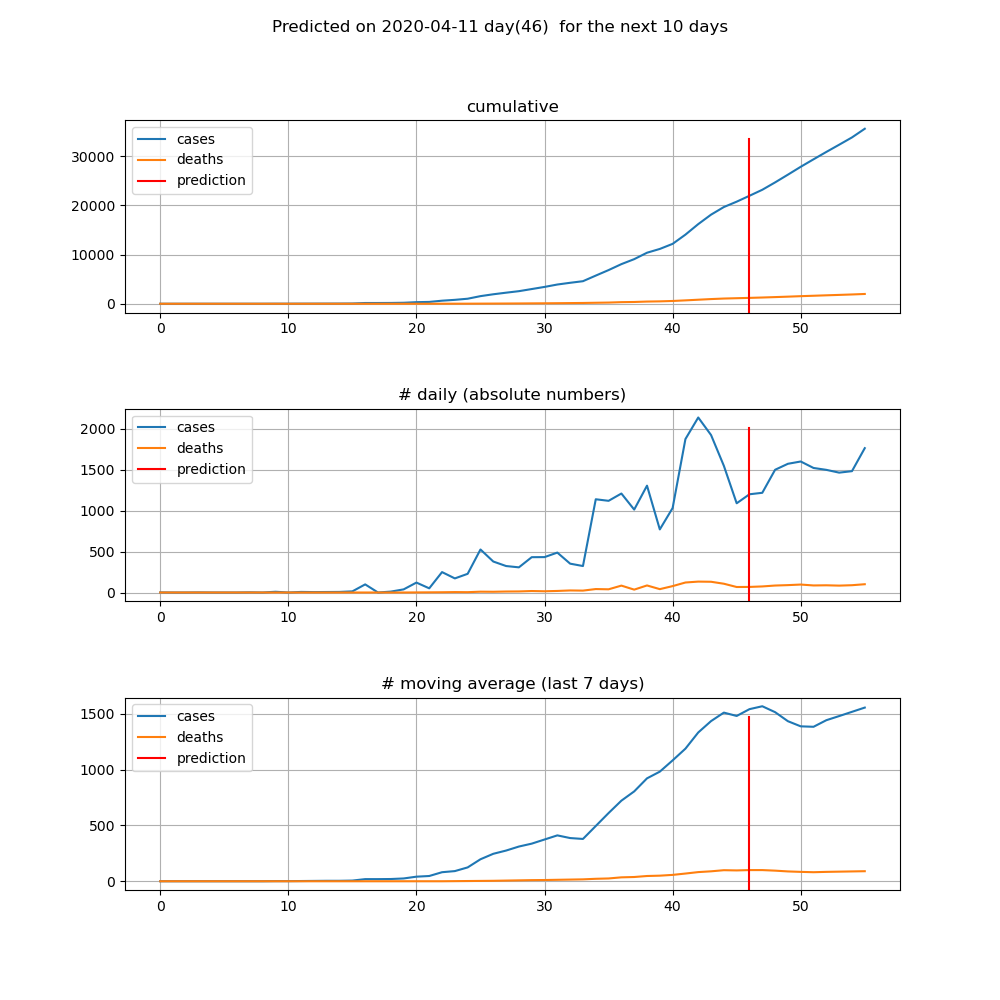 Predicted on 2020-04-11 day(46)  for the next 10 days
cumulative
cases
deaths
prediction
30000
20000
10000
0
0 10 20 30 40 50
# daily (absolute numbers)
cases
deaths
prediction
2000
1500
1000
500
0
0 10 20 30 40 50
# moving average (last 7 days)
cases
deaths
prediction
1500
1000
500
0
0 10 20 30 40 50